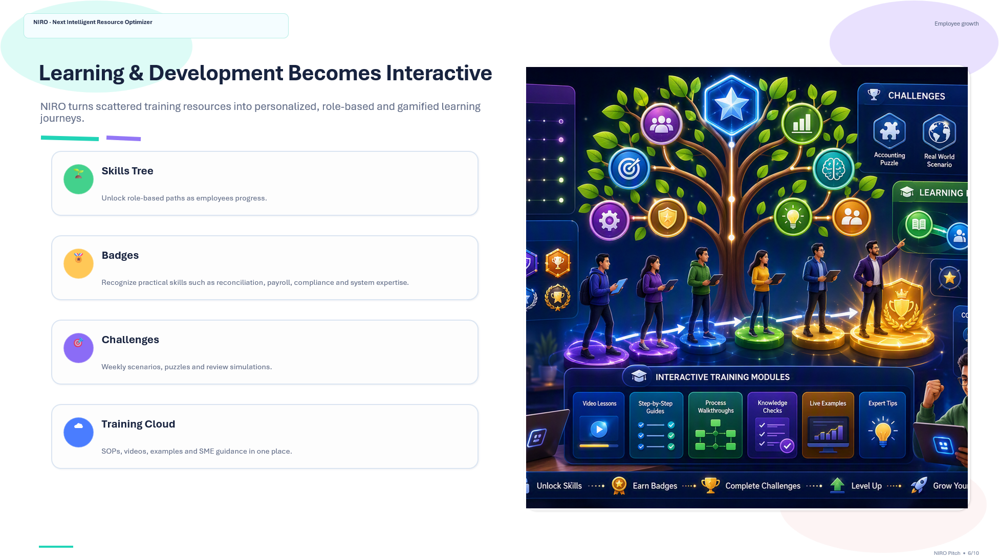 NIRO · Next Intelligent Resource Optimizer
Employee growth
Learning & Development Becomes Interactive
NIRO turns scattered training resources into personalized, role-based and gamified learning
journeys.
Skills Tree
Unlock role-based paths as employees progress.
Badges
Recognize practical skills such as reconciliation, payroll, compliance and system expertise.
Challenges
Weekly scenarios, puzzles and review simulations.
Training Cloud
SOPs, videos, examples and SME guidance in one place.
CHALLENGES
Accounting
Puzzle
Real World
Scenario
LEARNING
INTERACTIVE TRAINING MODULES
Video Lessons
Step-by-Step
Guides
Process
Walkthroughs
Knowledge
Checks
Live Examples
Expert Tips
Unlock Skills
Earn Badges
Complete Challenges
Level Up
Grow Your
NIRO Pitch • 6/10